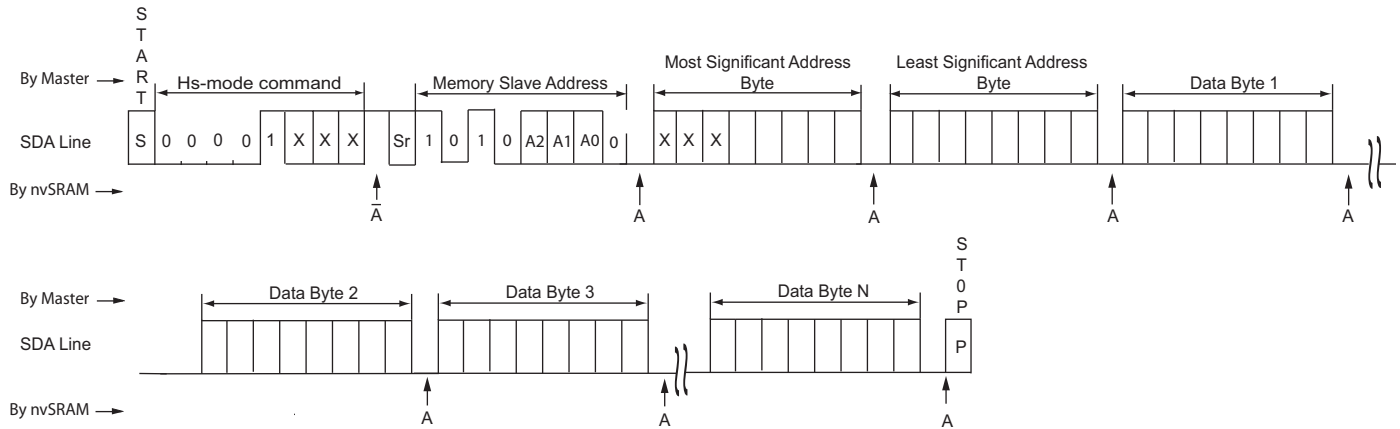 START
By Master
Hs-mode command
Memory Slave Address
Most Significant Address
Byte
Least Significant Address
Byte
Data Byte 1
SDA Line
S 0 0 0 0 1 X X X Sr 1 0 1 0 A2 A1 A0 0 X X X
By nvSRAM
A̅ A A A A
ST0P
By Master
Data Byte 2
Data Byte 3
Data Byte N
SDA Line
P
By nvSRAM
A A A